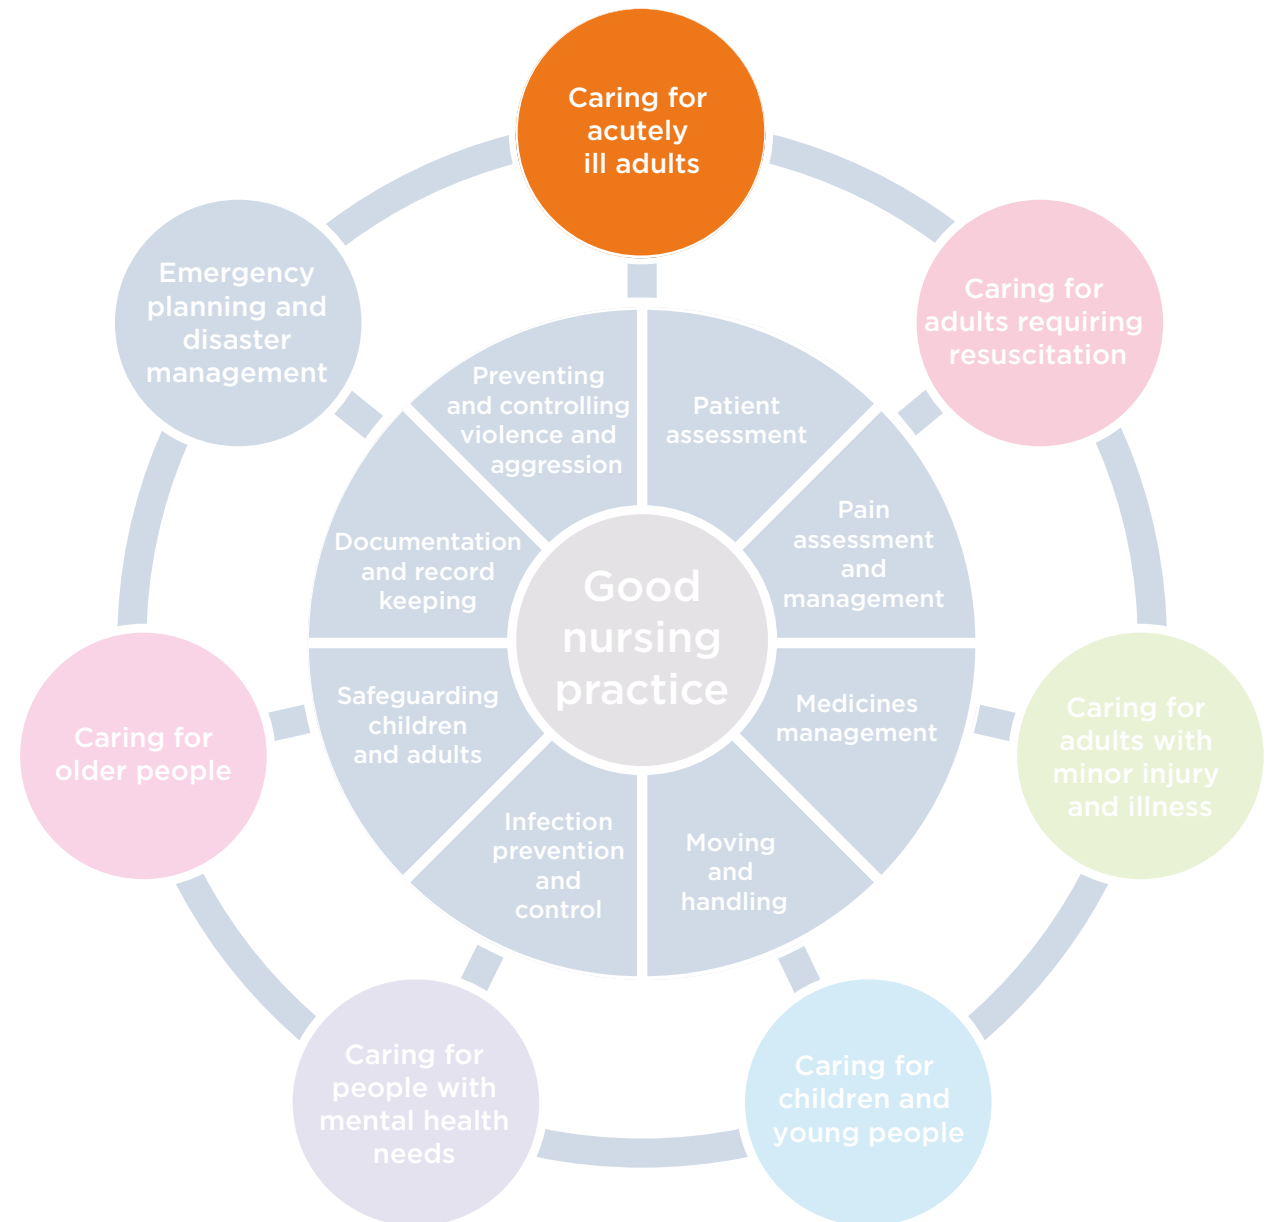 Caring for
acutely
ill adults
Caring for
adults requiring
resuscitation
Caring for
adults with
minor injury
and illness
Caring for
children and
young people
Caring for
people with
mental health
needs
Caring for
older people
Emergency
planning and
disaster
management
Patient
assessment
Pain
assessment
and
management
Medicines
management
Moving
and
handling
Infection
prevention
and
control
Safeguarding
children
and adults
Documentation
and record
keeping
Preventing
and controlling
violence and
aggression
Good
nursing
practice